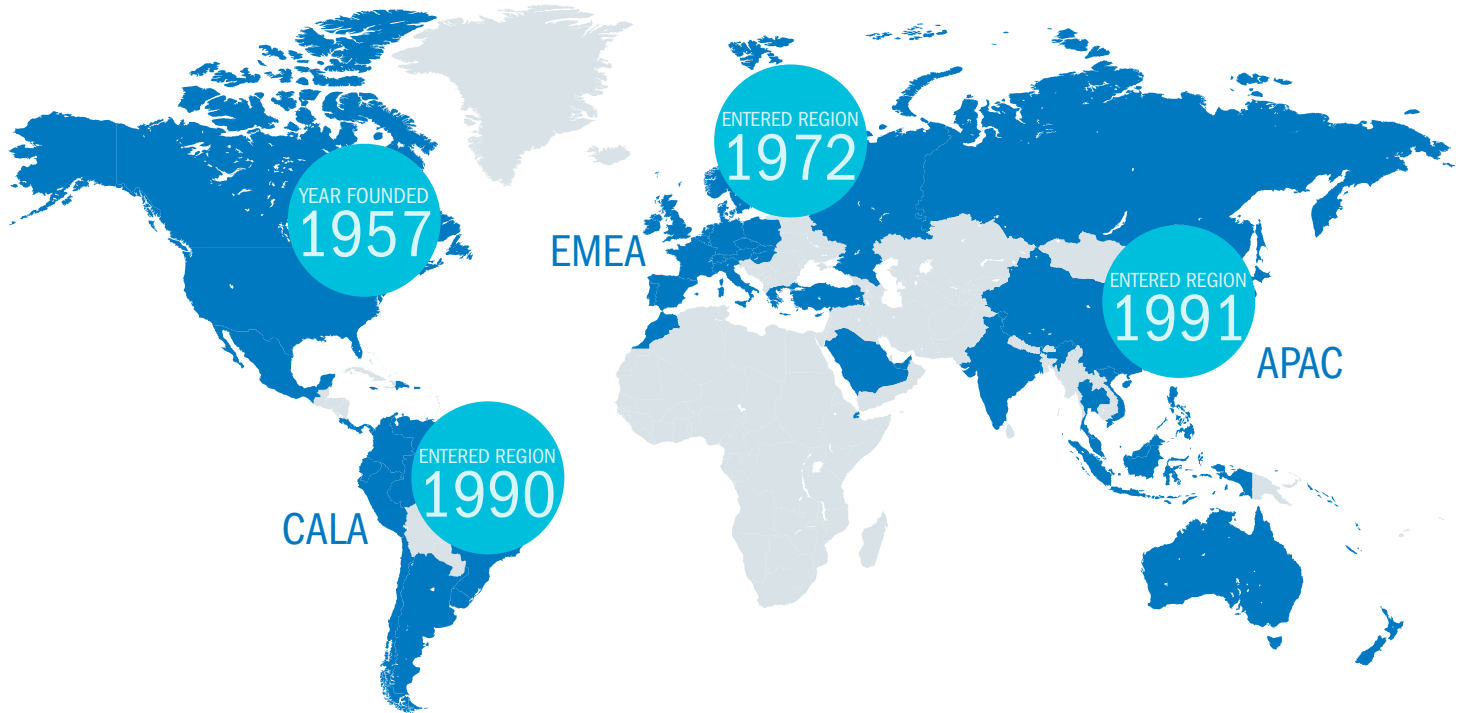 YEAR FOUNDED
1957
ENTERED REGION
1972
EMEA
ENTERED REGION
1991
APAC
ENTERED REGION
1990
CALA